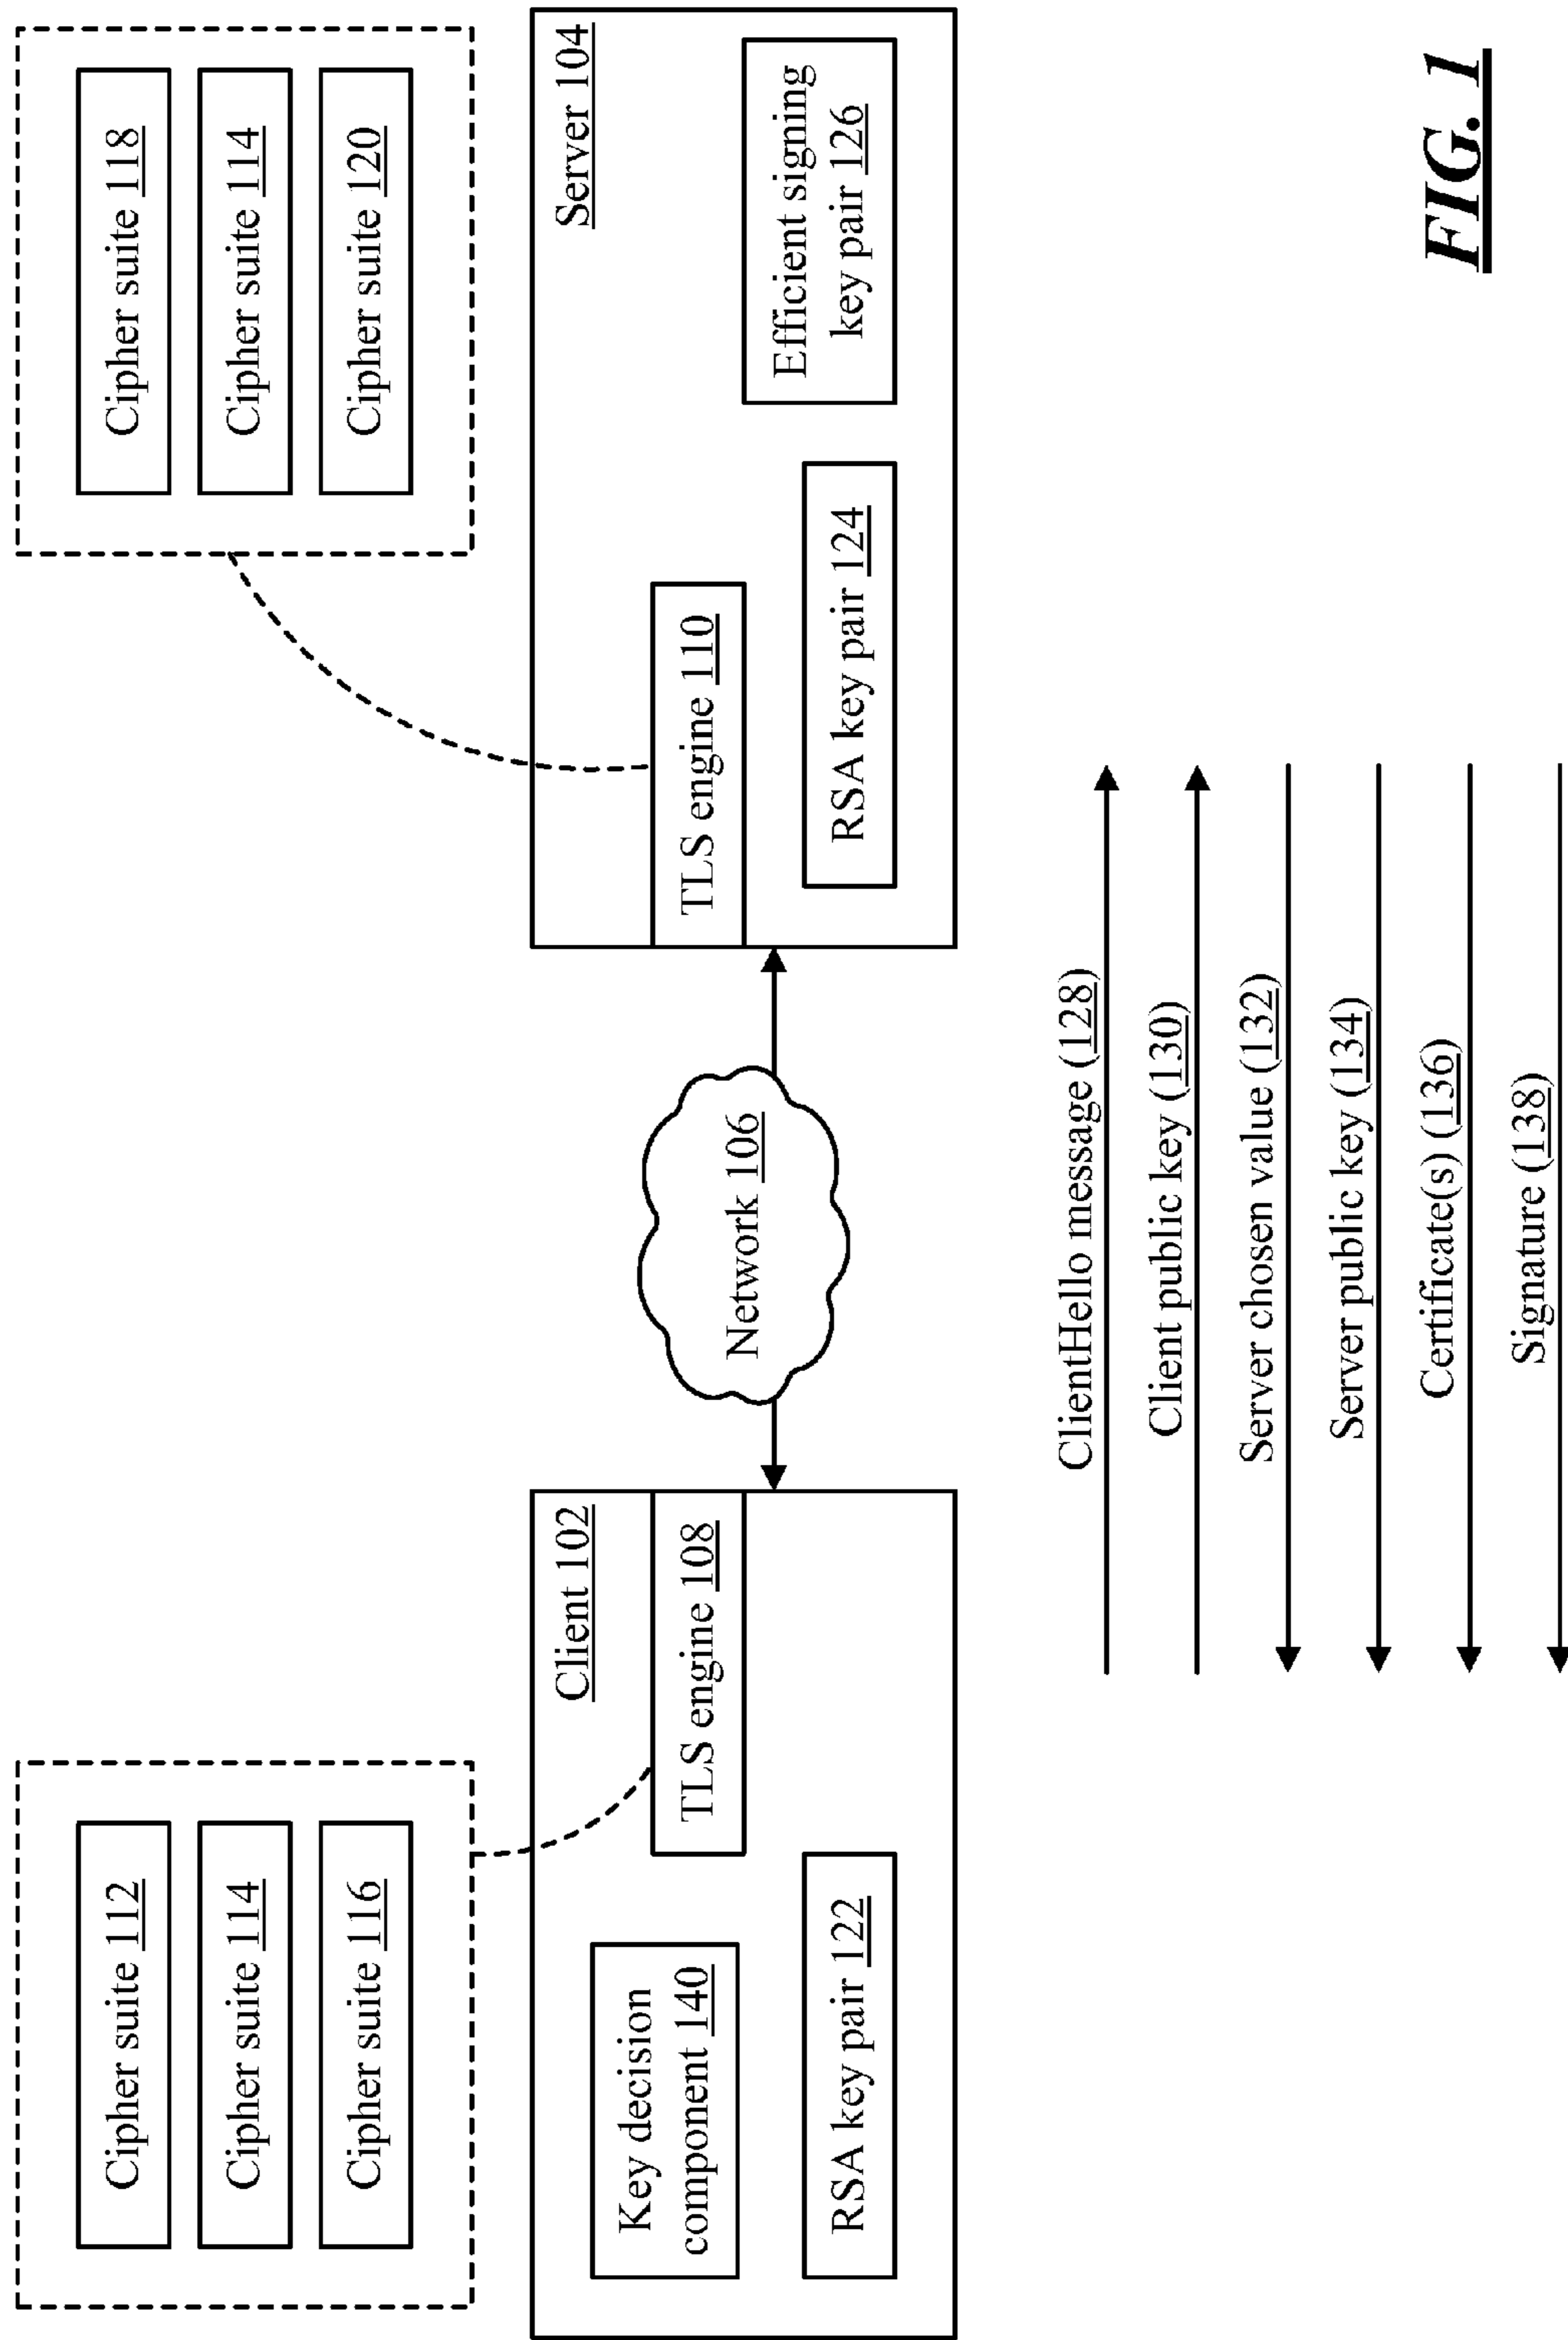 Cipher suite 112
Cipher suite 114
Cipher suite 116
Cipher suite 118
Cipher suite 114
Cipher suite 120
Client 102
Key decision
component 140
TLS engine 108
RSA key pair 122
Network 106
Server 104
TLS engine 110
RSA key pair 124
Efficient signing
key pair 126
ClientHello message (128)
Client public key (130)
Server chosen value (132)
Server public key (134)
Certificate(s) (136)
Signature (138)
FIG. 1